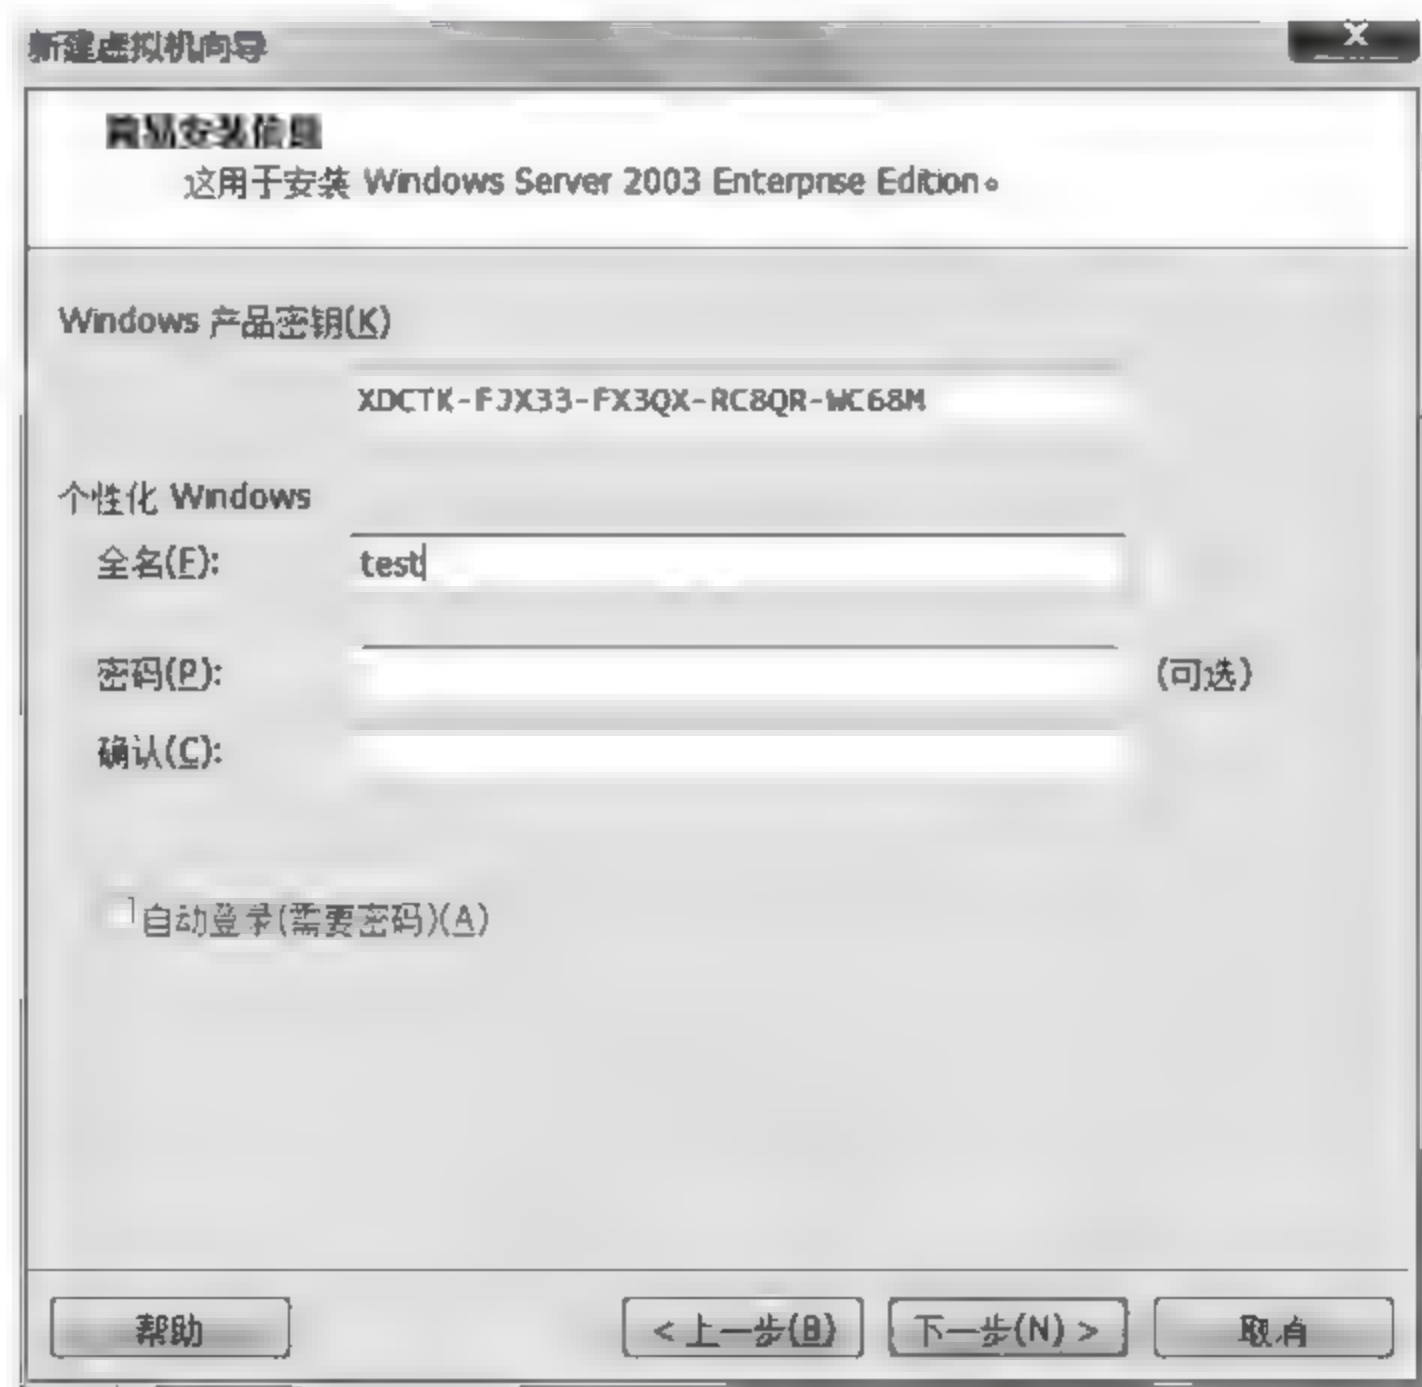 新建虚拟机向导
X
简易安装信息
这用于安装 Windows Server 2003 Enterprise Edition。
Windows 产品密钥(K)
XDCTK-FJX33-FX3QX-RC8QR-WC68M
个性化 Windows
全名(F): test
密码(P): (可选)
确认(C):
自动登录(需要密码)(A)
帮助 < 上一步(B) 下一步(N) > 取消